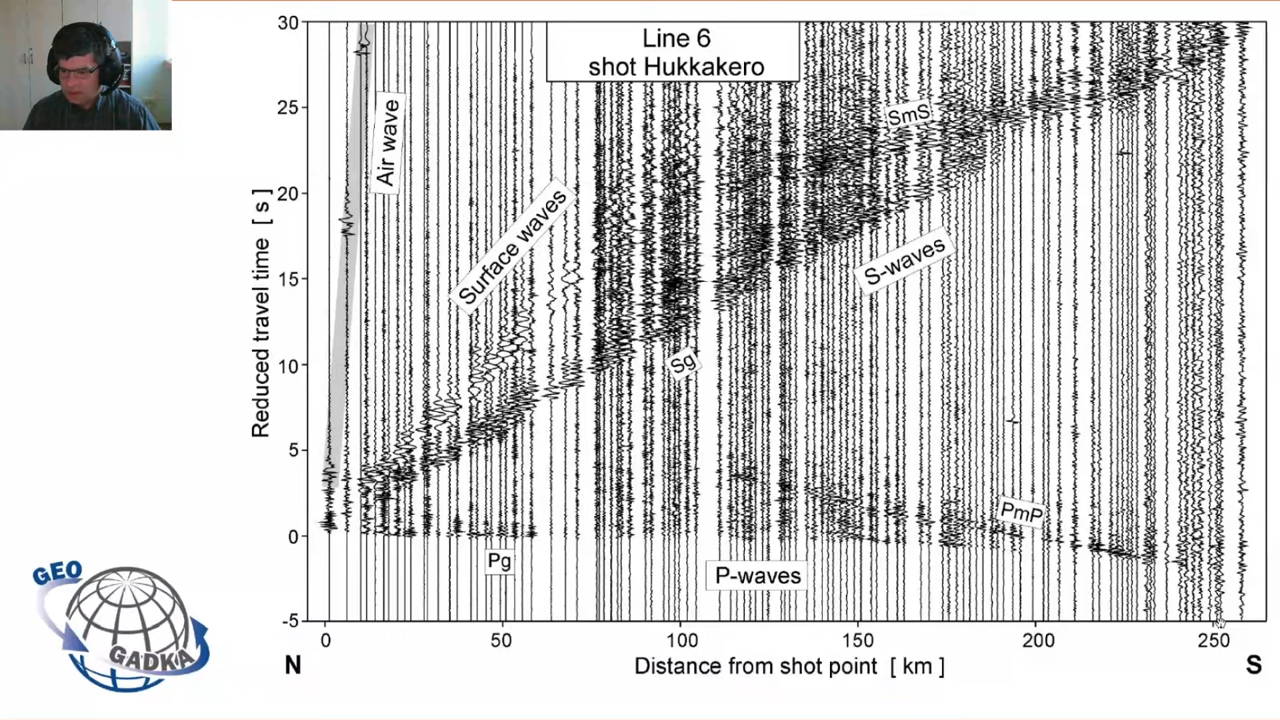 Line 6
shot Hukkakero
Air wave
Surface waves
SmS
S-waves
Sg
PmP
Pg
P-waves
Reduced travel time [ s ]
30
25
20
15
10
5
0
-5
0 50 100 150 200 250
N Distance from shot point [ km ] S
GEO
GADKA